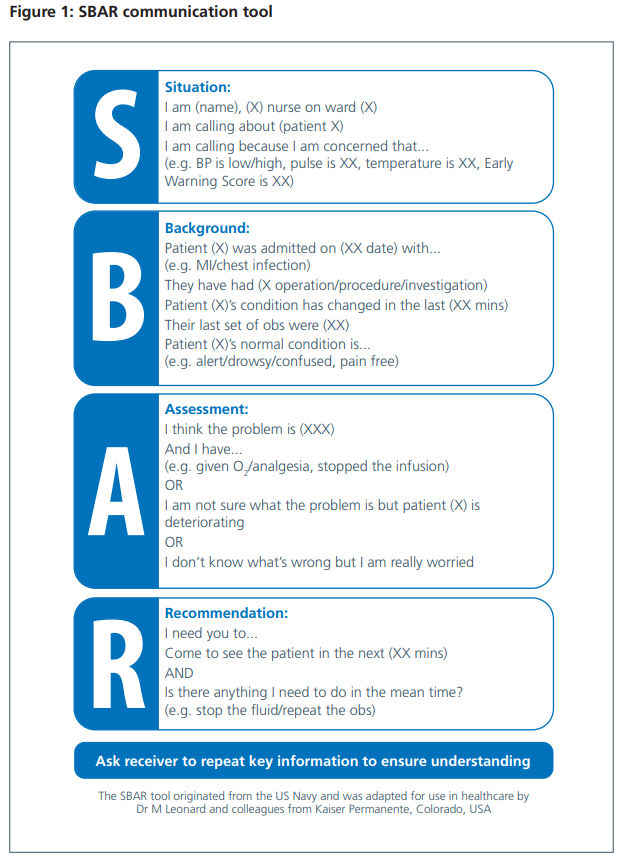 Figure 1: SBAR communication tool
S
Situation:
I am (name), (X) nurse on ward (X)
I am calling about (patient X)
I am calling because I am concerned that...
(e.g. BP is low/high, pulse is XX, temperature is XX, Early
Warning Score is XX)
B
Background:
Patient (X) was admitted on (XX date) with...
(e.g. MI/chest infection)
They have had (X operation/procedure/investigation)
Patient (X)’s condition has changed in the last (XX mins)
Their last set of obs were (XX)
Patient (X)’s normal condition is...
(e.g. alert/drowsy/confused, pain free)
A
Assessment:
I think the problem is (XXX)
And I have...
(e.g. given O₂/analgesia, stopped the infusion)
OR
I am not sure what the problem is but patient (X) is
deteriorating
OR
I don’t know what’s wrong but I am really worried
R
Recommendation:
I need you to...
Come to see the patient in the next (XX mins)
AND
Is there anything I need to do in the mean time?
(e.g. stop the fluid/repeat the obs)
Ask receiver to repeat key information to ensure understanding
The SBAR tool originated from the US Navy and was adapted for use in healthcare by
Dr M Leonard and colleagues from Kaiser Permanente, Colorado, USA